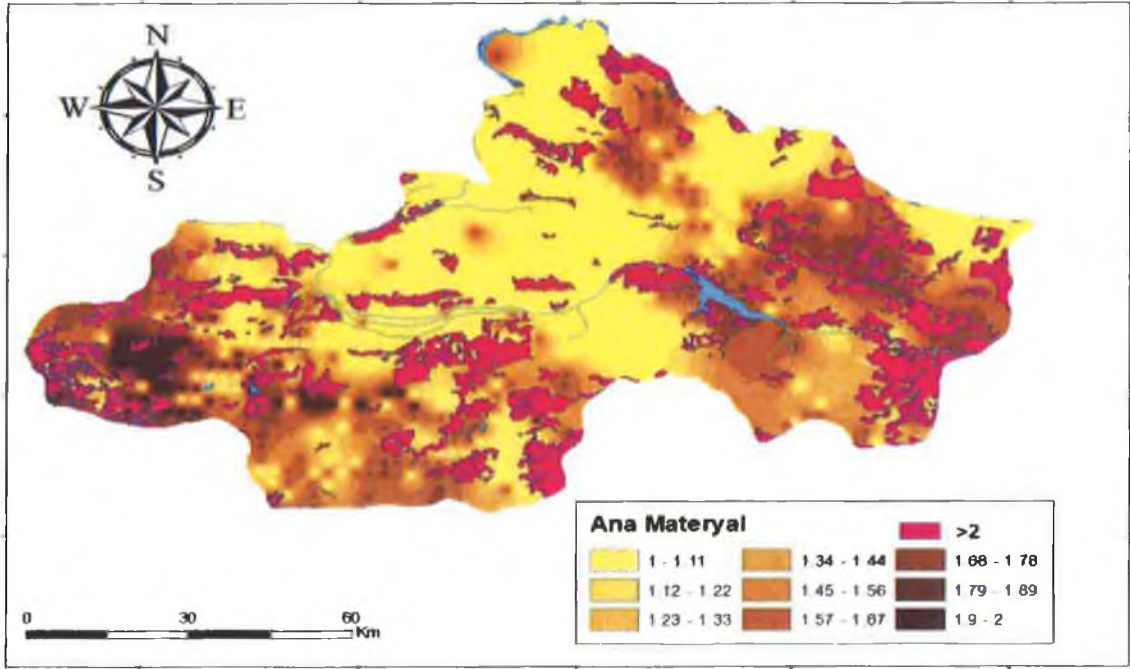 N
W E
S
Ana Materyal
>2
1 - 1.11 1.34 - 1.44 1.68 - 1.78
1.12 - 1.22 1.45 - 1.56 1.79 - 1.89
1.23 - 1.33 1.57 - 1.67 1.9 - 2
0 30 60
Km